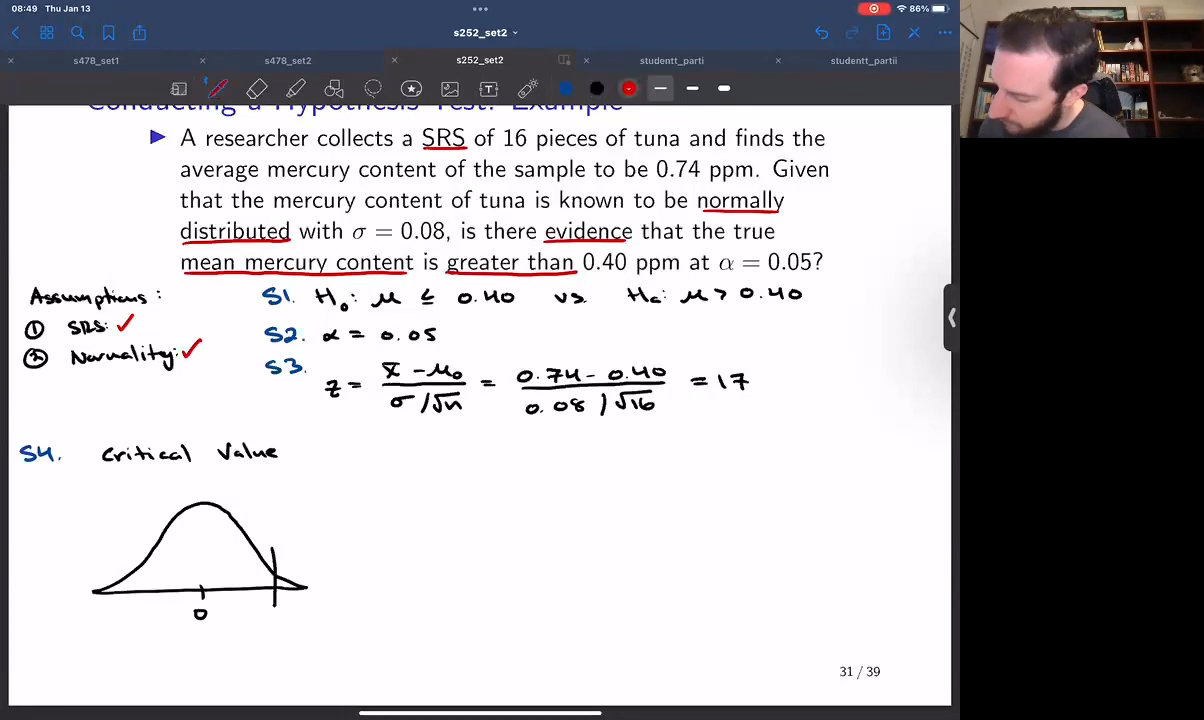 08:49 Thu Jan 13
86%
s252_set2
s478_set1
s478_set2
s252_set2
studentt_parti
studentt_partii
Conducting a Hypothesis Test: Example
A researcher collects a SRS of 16 pieces of tuna and finds the
average mercury content of the sample to be 0.74 ppm. Given
that the mercury content of tuna is known to be normally
distributed with σ = 0.08, is there evidence that the true
mean mercury content is greater than 0.40 ppm at α = 0.05?
Assumptions:
① SRS: ✓
② Normality: ✓
S1. H₀: μ ≤ 0.40 vs. Hₐ: μ > 0.40
S2. α = 0.05
S3.
z = (x̄ - μ₀) / (σ/√n) = (0.74 - 0.40) / (0.08/√16) = 17
S4. Critical Value
0
31 / 39